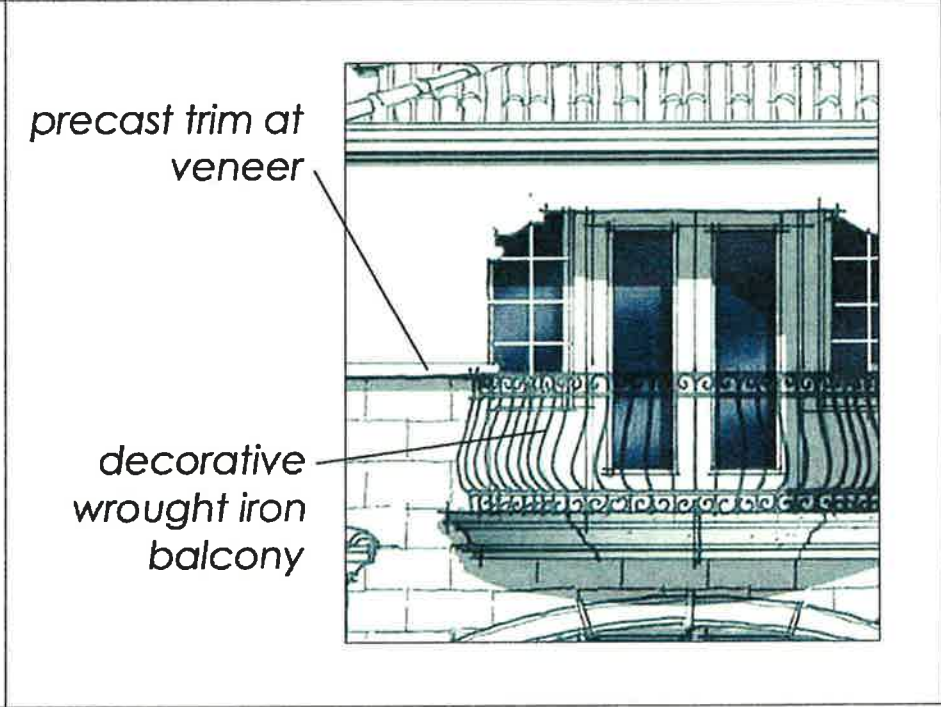 precast trim at
veneer
decorative
wrought iron
balcony